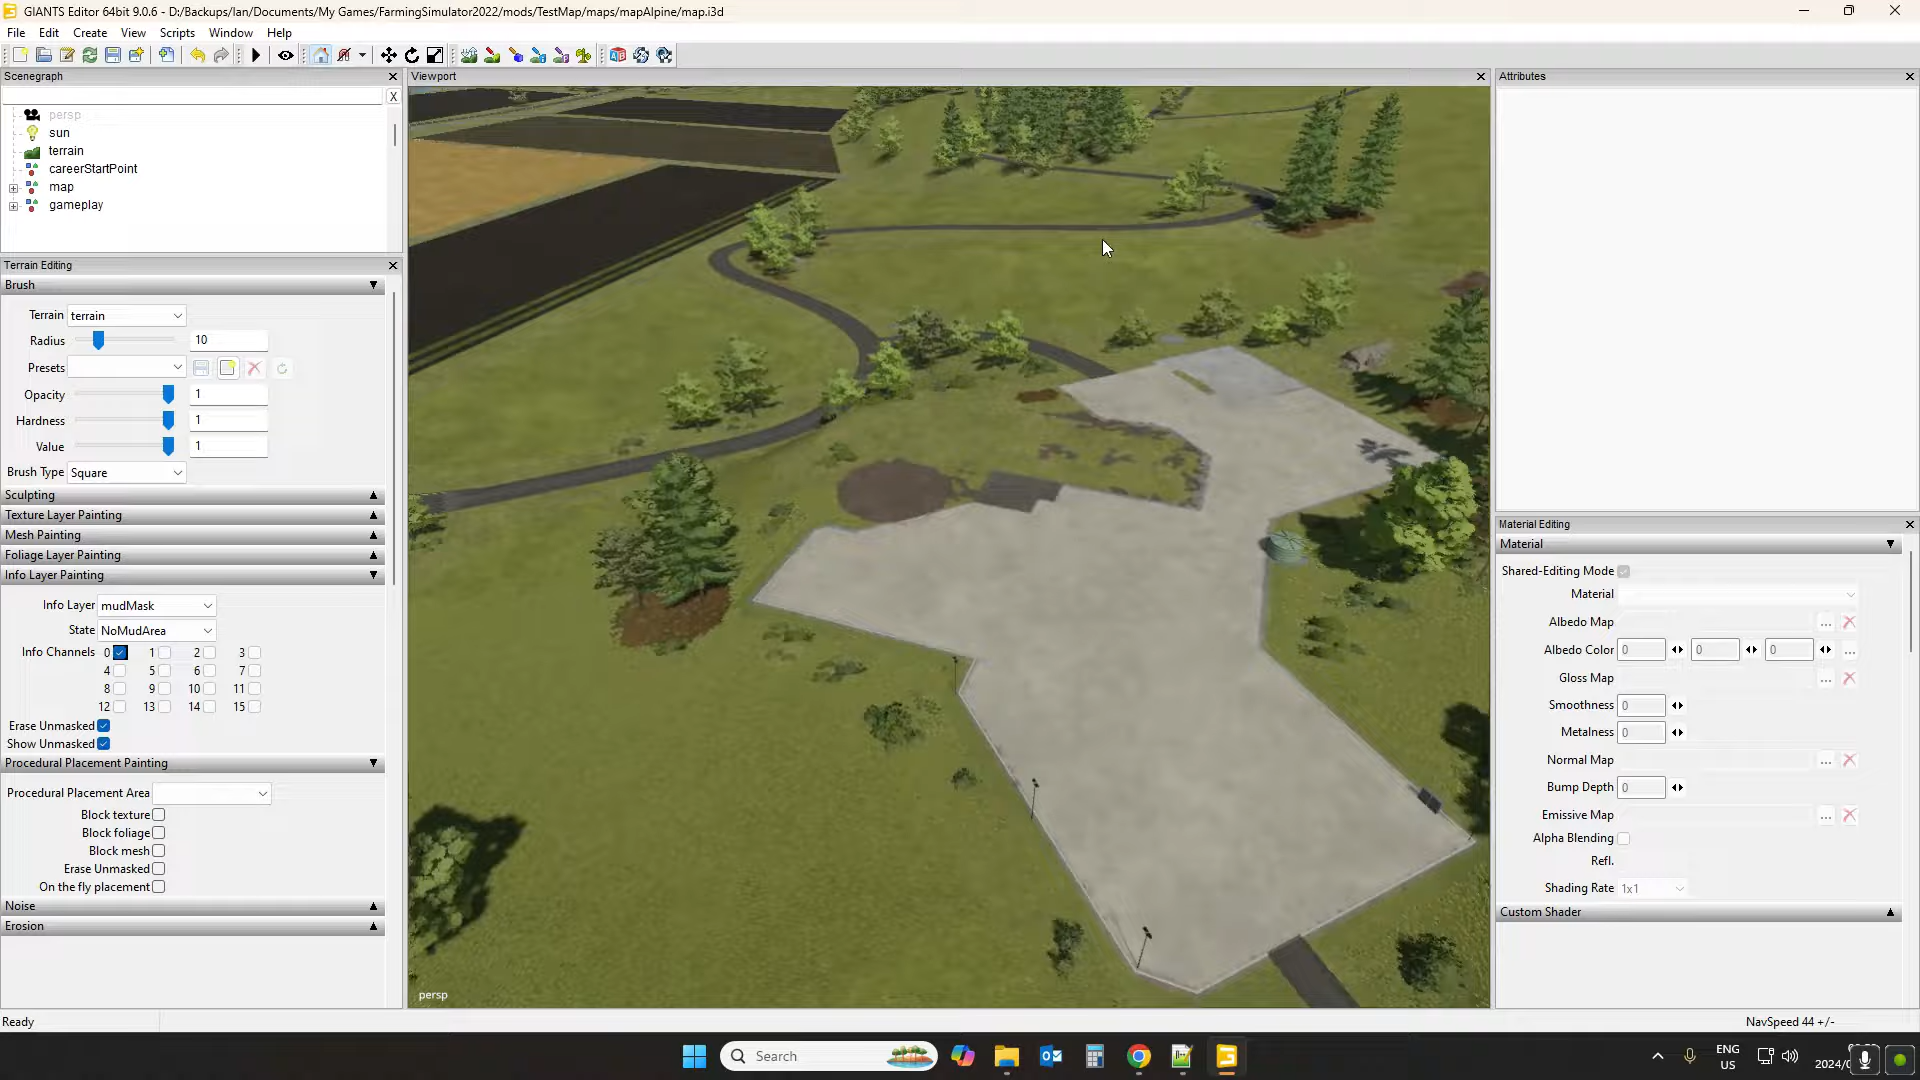 GIANTS Editor 64bit 9.0.6 - D:/Backups/Ian/Documents/My Games/FarmingSimulator2022/mods/TestMap/maps/mapAlpine/map.i3d
File Edit Create View Scripts Window Help
Scenegraph
X
persp
sun
terrain
careerStartPoint
map
gameplay
Terrain Editing
Brush
Terrain terrain
Radius 10
Presets
Opacity 1
Hardness 1
Value 1
Brush Type Square
Sculpting
Texture Layer Painting
Mesh Painting
Foliage Layer Painting
Info Layer Painting
Info Layer mudMask
State NoMudArea
Info Channels 0 1 2 3
4 5 6 7
8 9 10 11
12 13 14 15
Erase Unmasked
Show Unmasked
Procedural Placement Painting
Procedural Placement Area
Block texture
Block foliage
Block mesh
Erase Unmasked
On the fly placement
Noise
Erosion
Viewport
persp
Attributes
Material Editing
Material
Shared-Editing Mode
Material
Albedo Map ...
Albedo Color 0 0 0 ...
Gloss Map ...
Smoothness 0
Metalness 0
Normal Map ...
Bump Depth 0
Emissive Map ...
Alpha Blending
Refl.
Shading Rate 1x1
Custom Shader
Ready
NavSpeed 44 +/-
Search
ENG
US